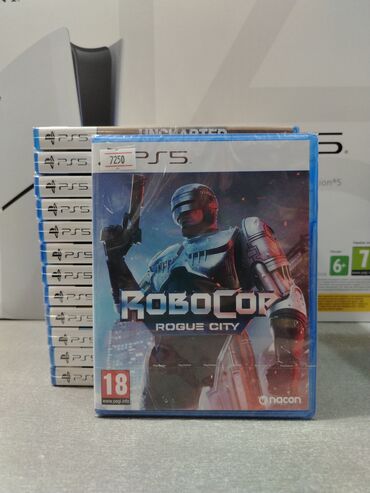 UNCHARTED
PS5
PS5
PS5
PS5
PS5
PS5
PS5
PS5
PS5
PS5
PS5
PS5
7250
PS5
ROBOCOP
ROGUE CITY
18
www.pegi.info
nacon
6+
7